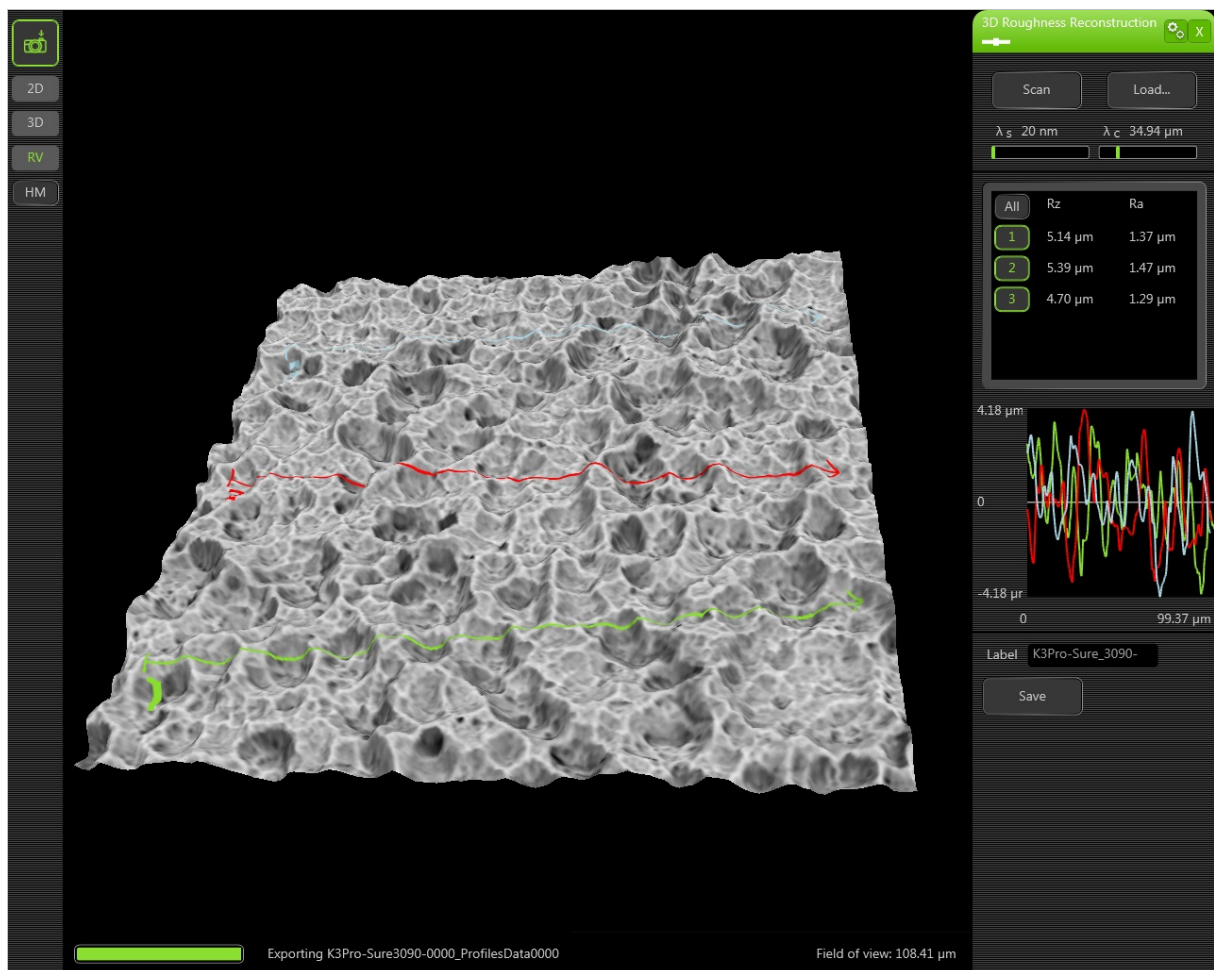 3D Roughness Reconstruction
X
2D
3D
RV
HM
Scan Load...
λ s 20 nm λ c 34.94 µm
All Rz Ra
1 5.14 µm 1.37 µm
2 5.39 µm 1.47 µm
3 4.70 µm 1.29 µm
4.18 µm
0
-4.18 µr
0 99.37 µm
Label K3Pro-Sure_3090-
Save
Exporting K3Pro-Sure3090-0000_ProfilesData0000 Field of view: 108.41 µm